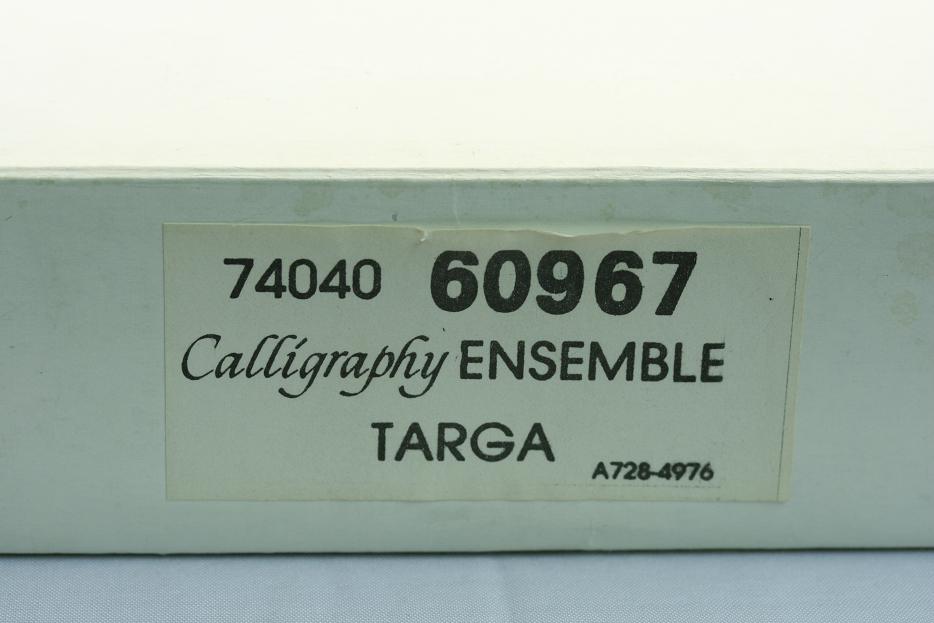 74040 60967
Calligraphy ENSEMBLE
TARGA
A728-4976